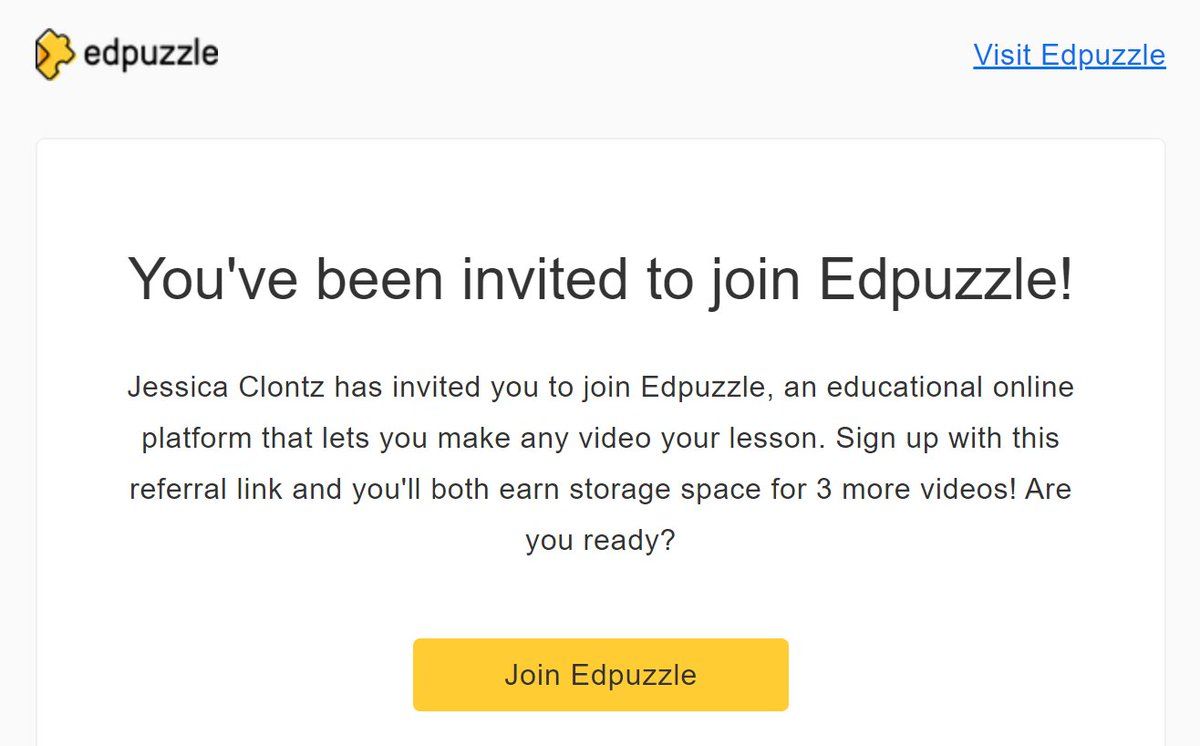 edpuzzle
Visit Edpuzzle
You've been invited to join Edpuzzle!
Jessica Clontz has invited you to join Edpuzzle, an educational online
platform that lets you make any video your lesson. Sign up with this
referral link and you'll both earn storage space for 3 more videos! Are
you ready?
Join Edpuzzle